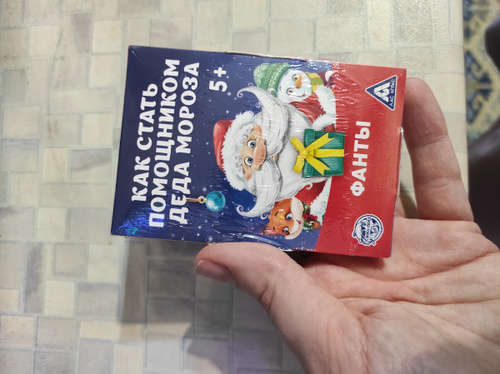 КАК СТАТЬ
ПОМОЩНИКОМ
ДЕДА МОРОЗА
5+
ФАНТЫ